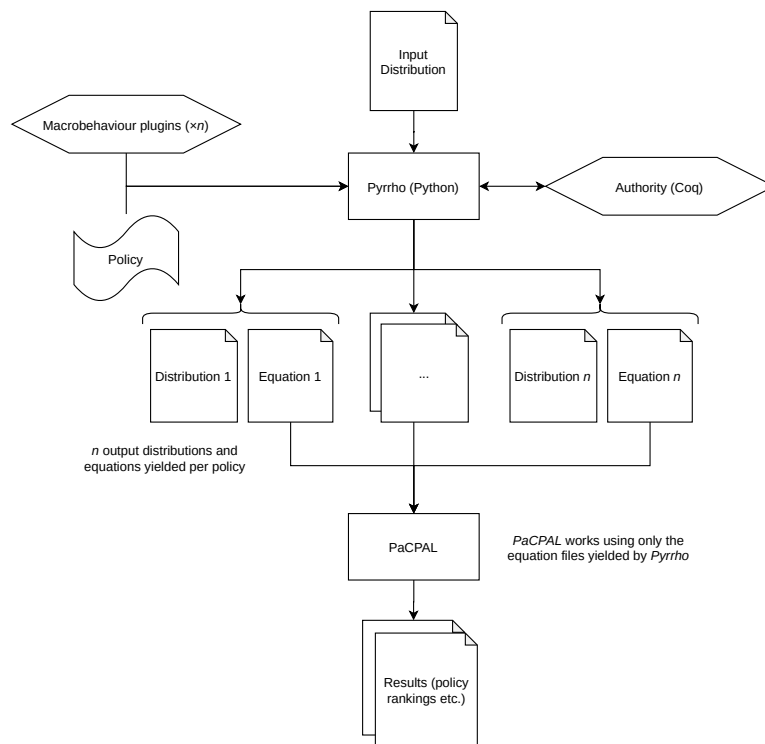 Input
Distribution
Macrobehaviour plugins (×n)
Pyrrho (Python)
Authority (Coq)
Policy
Distribution 1
Equation 1
...
Distribution n
Equation n
n output distributions and
equations yielded per policy
PaCPAL
PaCPAL works using only the
equation files yielded by Pyrrho
Results (policy
rankings etc.)